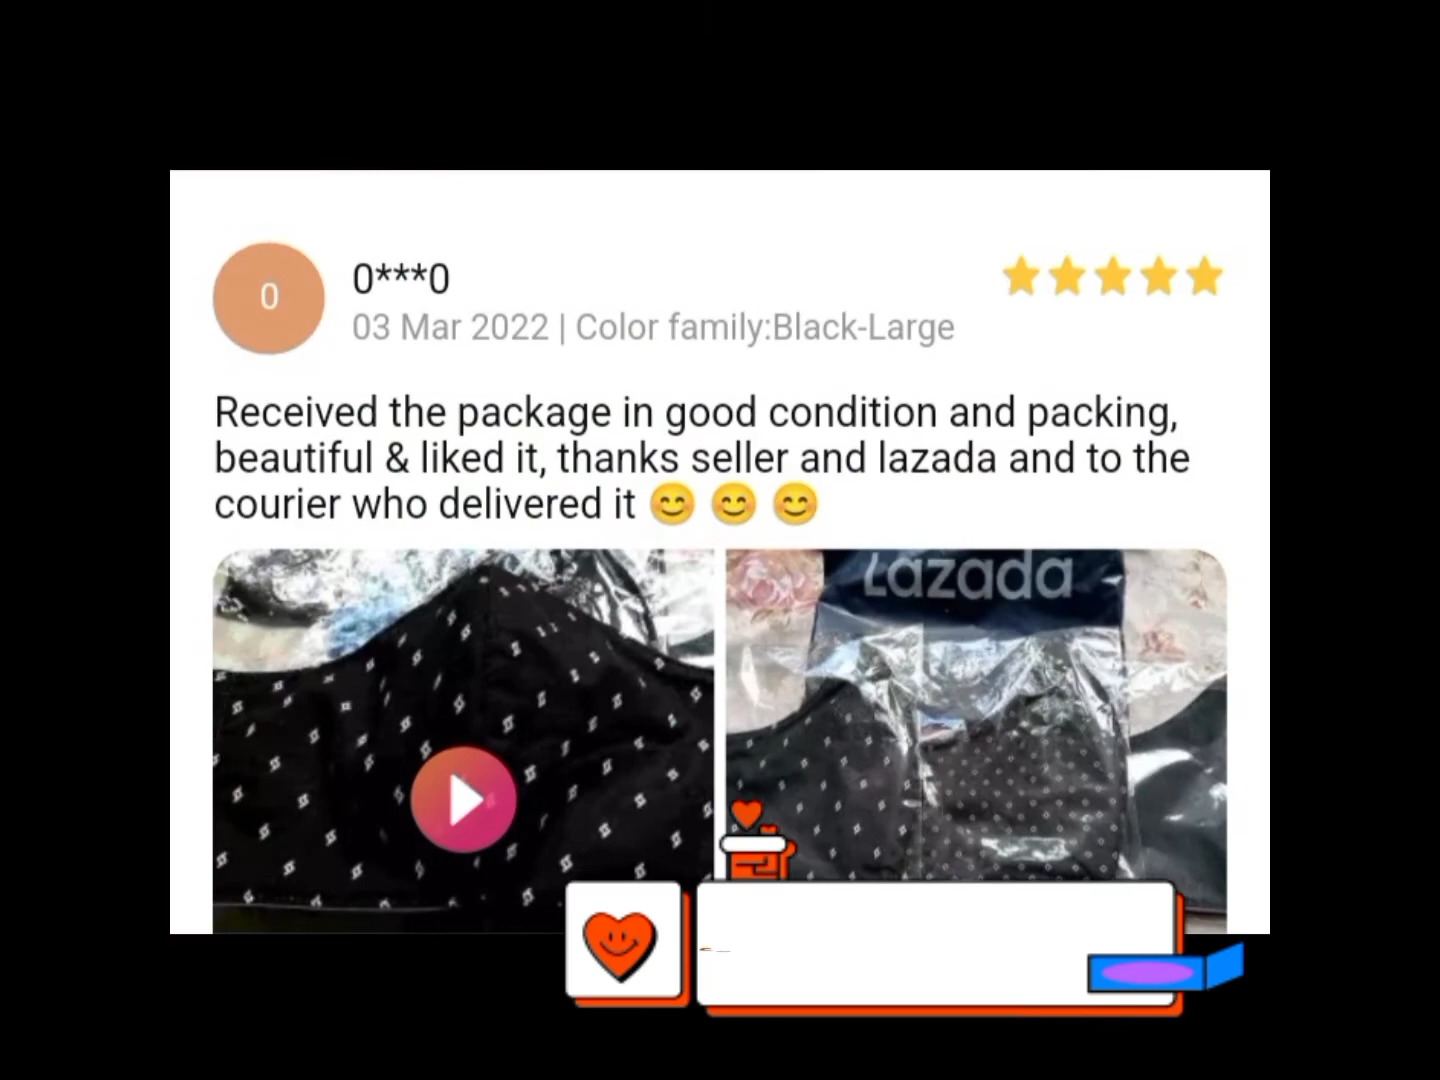 0
0***0
03 Mar 2022 | Color family:Black-Large
Received the package in good condition and packing,
beautiful & liked it, thanks seller and lazada and to the
courier who delivered it 😊 😊 😊
Lazada